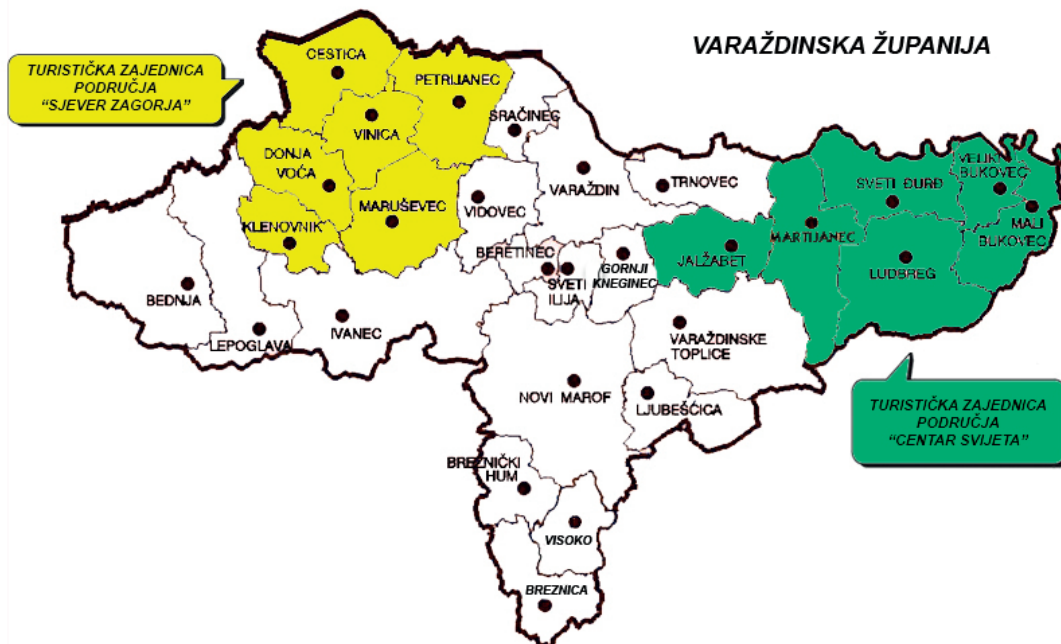 VARAŽDINSKA ŽUPANIJA
TURISTIČKA ZAJEDNICA
PODRUČJA
“SJEVER ZAGORJA”
CESTICA
PETRIJANEC
VINICA
SRAČINEC
DONJA
VOĆA
MARUŠEVEC
KLENOVNIK
VIDOVEC
VARAŽDIN
TRNOVEC
SVETI ĐURĐ
VELIKI
BUKOVEC
MALI
BUKOVEC
MARTIJANEC
LUDBREG
JALŽABET
BERETINEC
SVETI
ILIJA
GORNJI
KNEGINEC
BEDNJA
LEPOGLAVA
IVANEC
VARAŽDINSKE
TOPLICE
NOVI MAROF
LJUBEŠĆICA
TURISTIČKA ZAJEDNICA
PODRUČJA
“CENTAR SVIJETA”
BREZNIČKI
HUM
VISOKO
BREZNICA